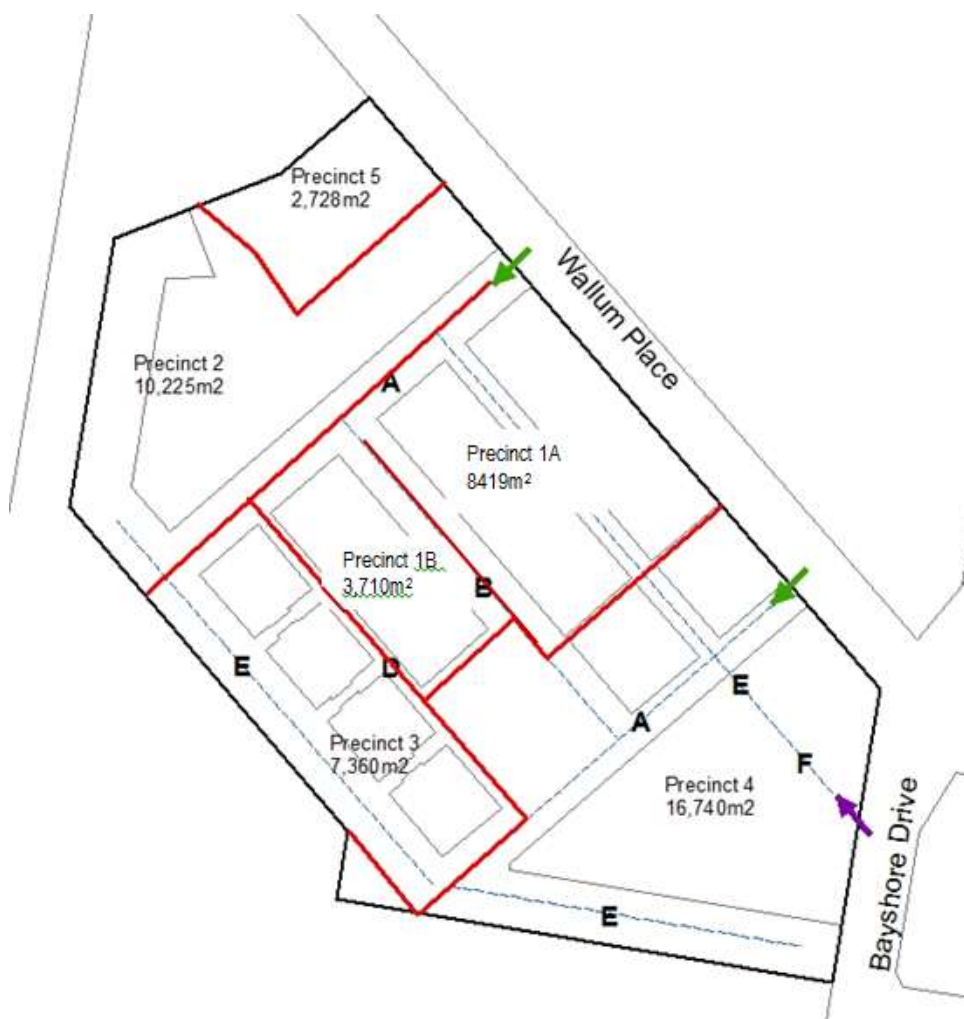 Precinct 5
2,728m2
Wallum Place
Precinct 2
10,225m2
A
Precinct 1A
8419m²
Precinct 1B
3,710m²
B
E
D
E
A
Precinct 3
7,360m2
F
Precinct 4
16,740m2
Bayshore Drive
E